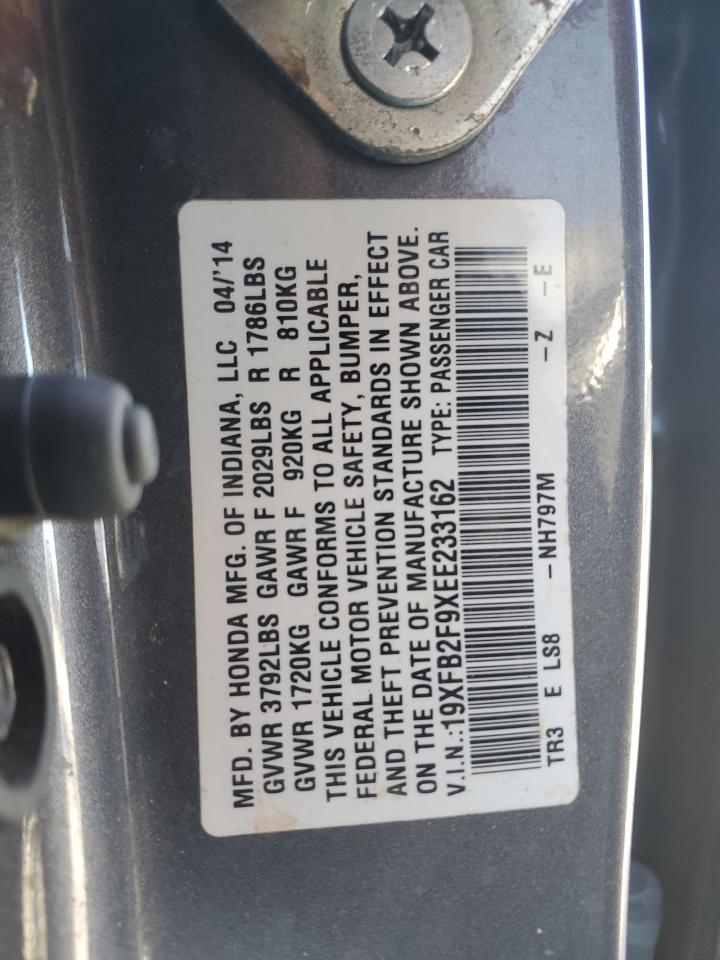 MFD. BY HONDA MFG. OF INDIANA, LLC 04/'14
GVWR 3792LBS GAWR F 2029LBS R 1786LBS
GVWR 1720KG GAWR F 920KG R 810KG
THIS VEHICLE CONFORMS TO ALL APPLICABLE
FEDERAL MOTOR VEHICLE SAFETY, BUMPER,
AND THEFT PREVENTION STANDARDS IN EFFECT
ON THE DATE OF MANUFACTURE SHOWN ABOVE.
V.I.N.:19XFB2F9XEE233162 TYPE: PASSENGER CAR
TR3 E LS8 -NH797M -Z -E